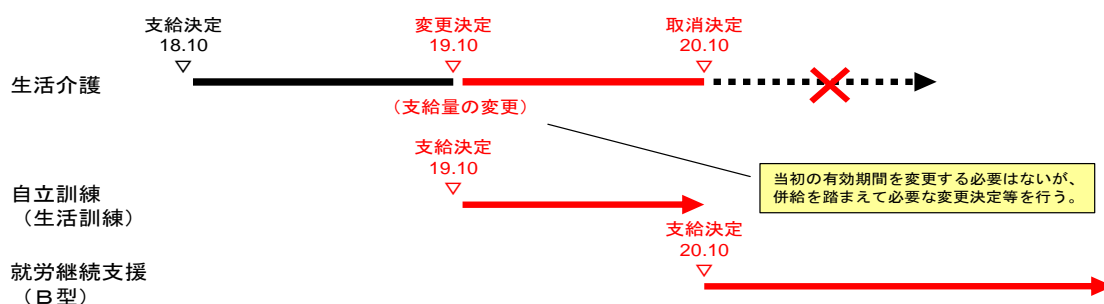 支給決定
18.10
変更決定
19.10
取消決定
20.10
生活介護
(支給量の変更)
支給決定
19.10
当初の有効期間を変更する必要はないが、
併給を踏まえて必要な変更決定等を行う。
自立訓練
(生活訓練)
支給決定
20.10
就労継続支援
(B型)